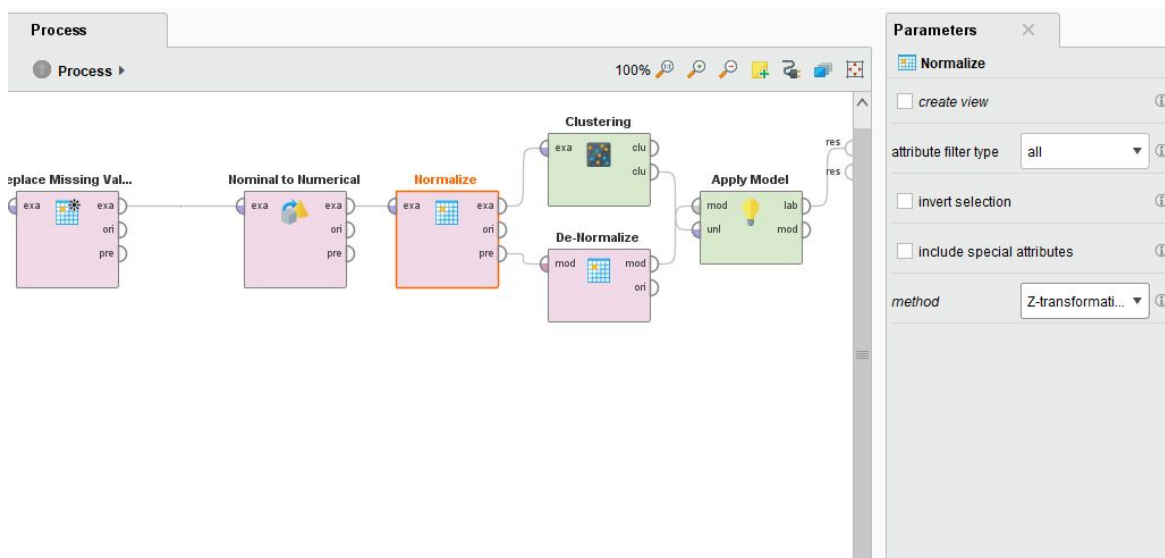 Process
Parameters
Process
100%
Normalize
create view
attribute filter type
all
invert selection
include special attributes
method
Z-transformati...
eplace Missing Val...
exa
exa
ori
pre
Nominal to Numerical
exa
exa
ori
pre
Normalize
exa
exa
ori
pre
Clustering
exa
clu
clu
De-Normalize
mod
mod
ori
Apply Model
mod
lab
unl
mod
res
res